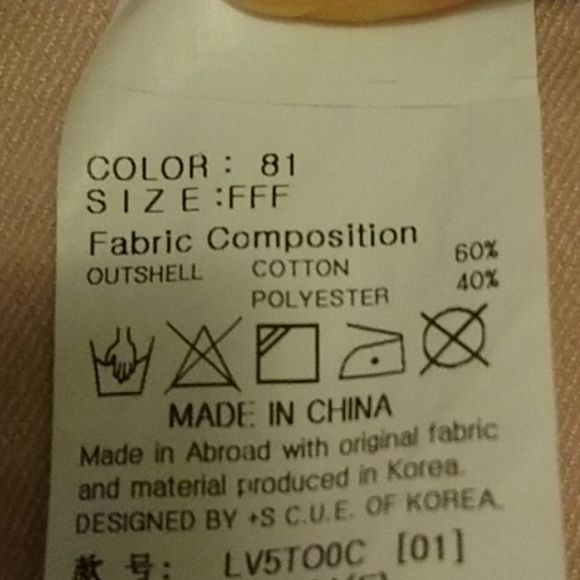 COLOR : 81
SIZE :FFF
Fabric Composition
OUTSHELL COTTON 60%
POLYESTER 40%
MADE IN CHINA
Made in Abroad with original fabric
and material produced in Korea.
DESIGNED BY +S C.U.E. OF KOREA.
款 号: LV5TO0C [01]